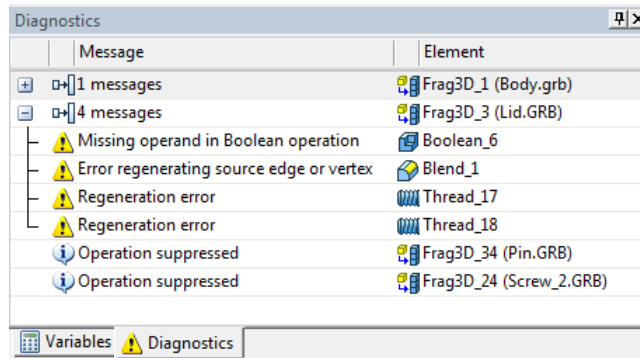 Diagnostics
Message Element
1 messages Frag3D_1 (Body.grb)
4 messages Frag3D_3 (Lid.GRB)
Missing operand in Boolean operation Boolean_6
Error regenerating source edge or vertex Blend_1
Regeneration error Thread_17
Regeneration error Thread_18
Operation suppressed Frag3D_34 (Pin.GRB)
Operation suppressed Frag3D_24 (Screw_2.GRB)
Variables Diagnostics